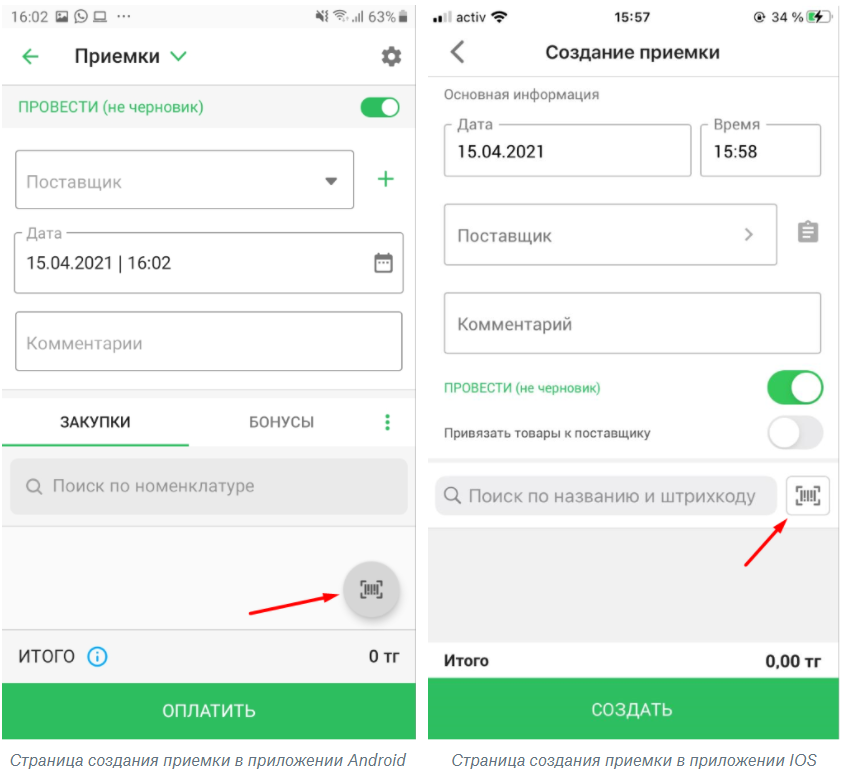 16:02 ... 63%
Приемки
ПРОВЕСТИ (не черновик)
Поставщик
Дата
15.04.2021 | 16:02
Комментарии
ЗАКУПКИ БОНУСЫ
Поиск по номенклатуре
ИТОГО 0 тг
ОПЛАТИТЬ
Страница создания приемки в приложении Android
activ 15:57 34 %
Создание приемки
Основная информация
Дата Время
15.04.2021 15:58
Поставщик
Комментарий
ПРОВЕСТИ (не черновик)
Привязать товары к поставщику
Поиск по названию и штрихкоду
Итого 0,00 тг
СОЗДАТЬ
Страница создания приемки в приложении IOS